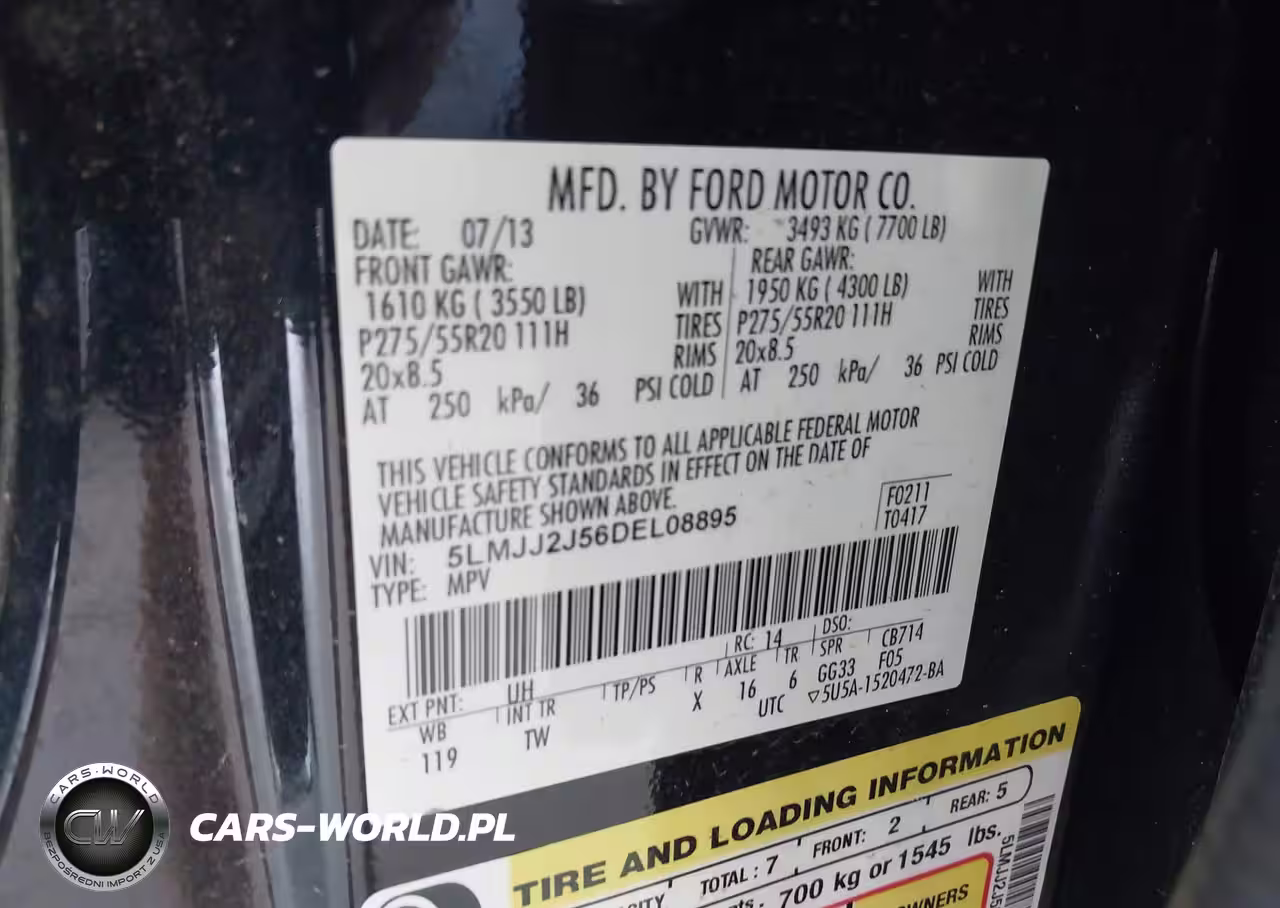 MFD. BY FORD MOTOR CO.
DATE: 07/13 GVWR: 3493 KG ( 7700 LB)
FRONT GAWR: REAR GAWR:
1610 KG ( 3550 LB) WITH 1950 KG ( 4300 LB) WITH
P275/55R20 111H TIRES P275/55R20 111H TIRES
20x8.5 RIMS 20x8.5 RIMS
AT 250 kPa/ 36 PSI COLD AT 250 kPa/ 36 PSI COLD
THIS VEHICLE CONFORMS TO ALL APPLICABLE FEDERAL MOTOR
VEHICLE SAFETY STANDARDS IN EFFECT ON THE DATE OF
MANUFACTURE SHOWN ABOVE.
F0211
T0417
VIN: 5LMJJ2J56DEL08895
TYPE: MPV
EXT PNT: UH RC: 14 DSO:
WB INT TR TP/PS R AXLE TR SPR CB714
119 TW X 16 6 GG33 F05
UTC ▽5U5A-1520472-BA
TIRE AND LOADING INFORMATION
TOTAL : 7 FRONT: 2 REAR: 5
700 kg or 1545 lbs.
OWNERS
5LMJJ2J5
CARS-WORLD
CW
BEZPOŚREDNI IMPORT Z USA
CARS-WORLD.PL